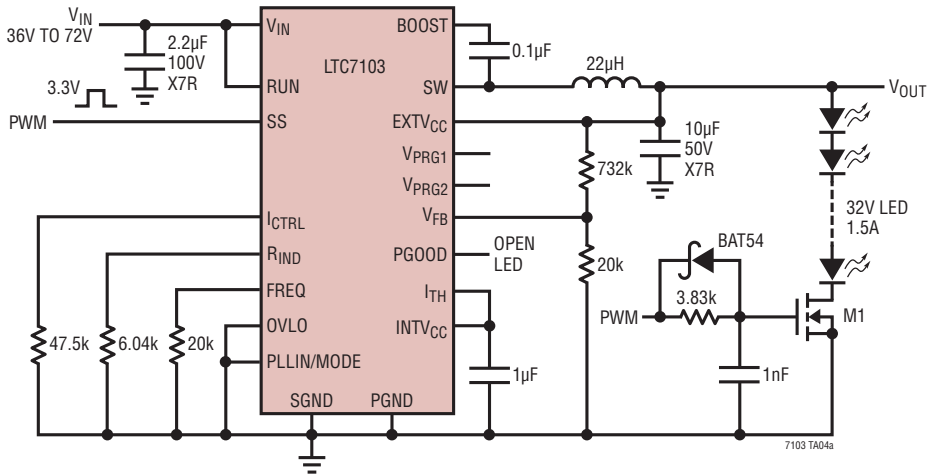 V_IN
36V TO 72V
2.2µF
100V
X7R
3.3V
PWM
V_IN
RUN
SS
I_CTRL
R_IND
FREQ
OVLO
PLLIN/MODE
LTC7103
SGND
PGND
BOOST
SW
EXTV_CC
V_PRG1
V_PRG2
V_FB
PGOOD
I_TH
INTV_CC
47.5k
6.04k
20k
0.1µF
22µH
10µF
50V
X7R
732k
20k
OPEN
LED
1µF
V_OUT
32V LED
1.5A
BAT54
3.83k
PWM
M1
1nF
7103 TA04a